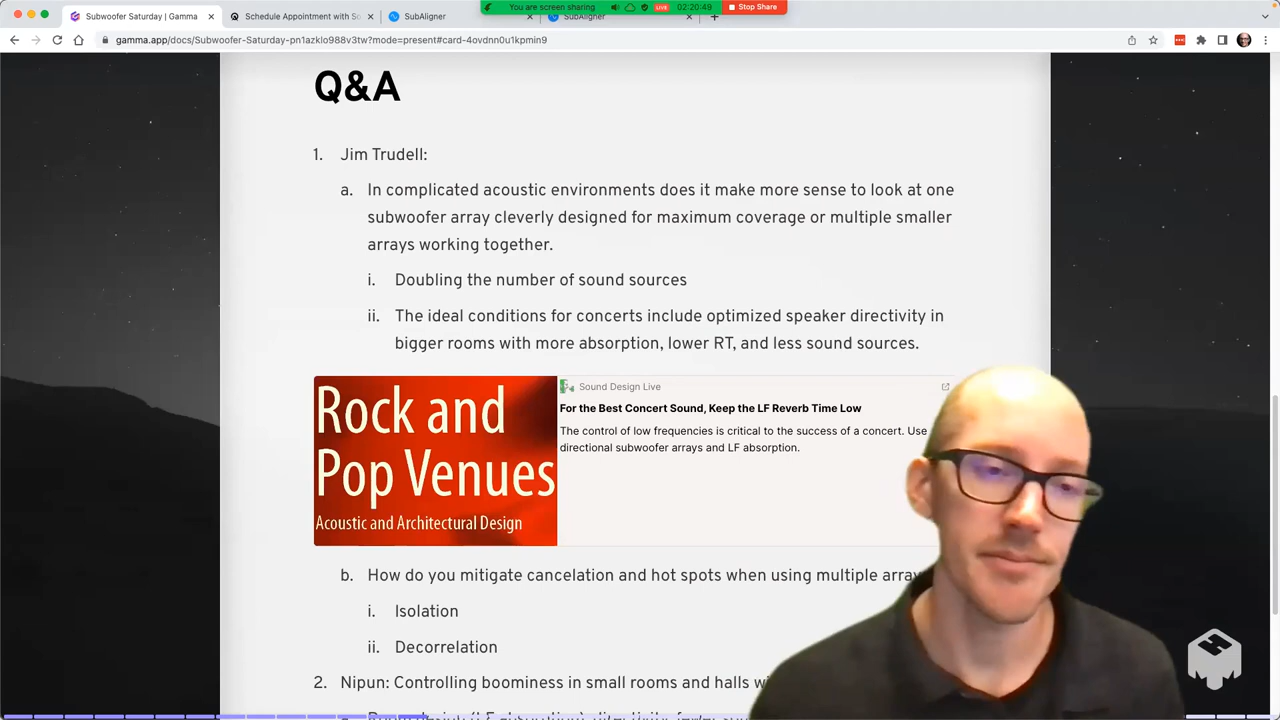 You are screen sharing
LIVE
02:20:49
Stop Share
Subwoofer Saturday | Gamma
Schedule Appointment with So
SubAligner
SubAligner
gamma.app/docs/Subwoofer-Saturday-pn1azklo988v3tw?mode=present#card-4ovdnn0u1kpmin9
Q&A
1. Jim Trudell:
a. In complicated acoustic environments does it make more sense to look at one
subwoofer array cleverly designed for maximum coverage or multiple smaller
arrays working together.
i. Doubling the number of sound sources
ii. The ideal conditions for concerts include optimized speaker directivity in
bigger rooms with more absorption, lower RT, and less sound sources.
Rock and
Pop Venues
Acoustic and Architectural Design
Sound Design Live
For the Best Concert Sound, Keep the LF Reverb Time Low
The control of low frequencies is critical to the success of a concert. Use
directional subwoofer arrays and LF absorption.
b. How do you mitigate cancelation and hot spots when using multiple array
i. Isolation
ii. Decorrelation
2. Nipun: Controlling boominess in small rooms and halls